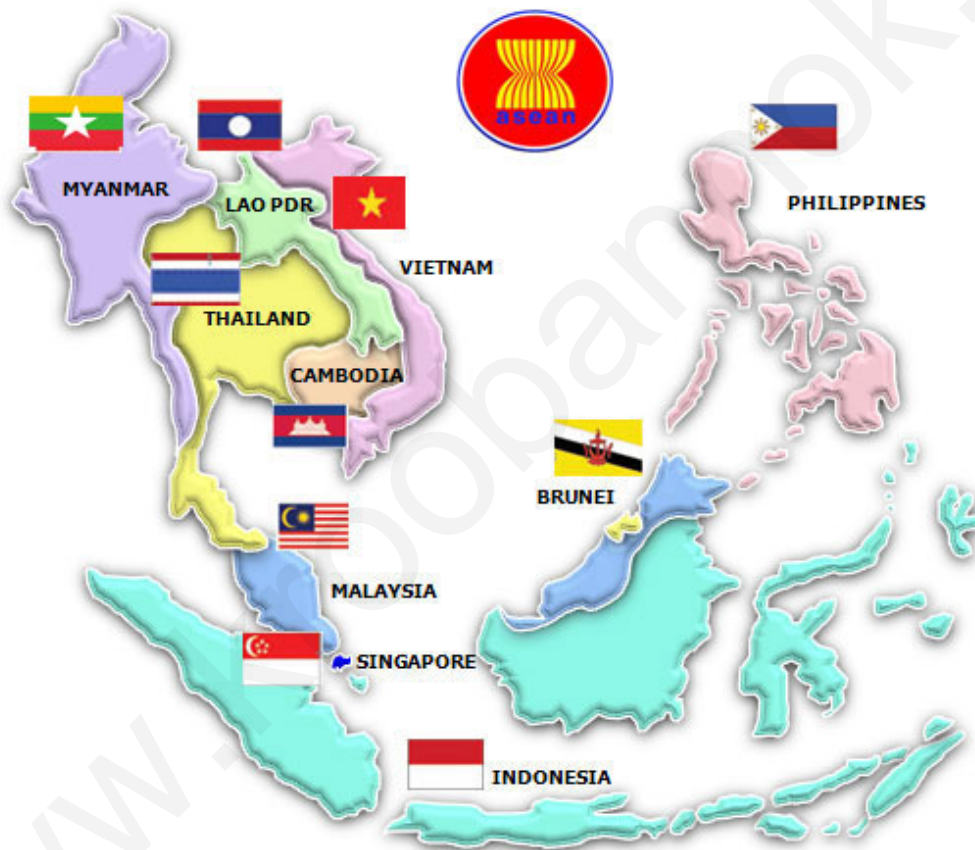 asean
MYANMAR
LAO PDR
PHILIPPINES
VIETNAM
THAILAND
CAMBODIA
BRUNEI
MALAYSIA
SINGAPORE
INDONESIA